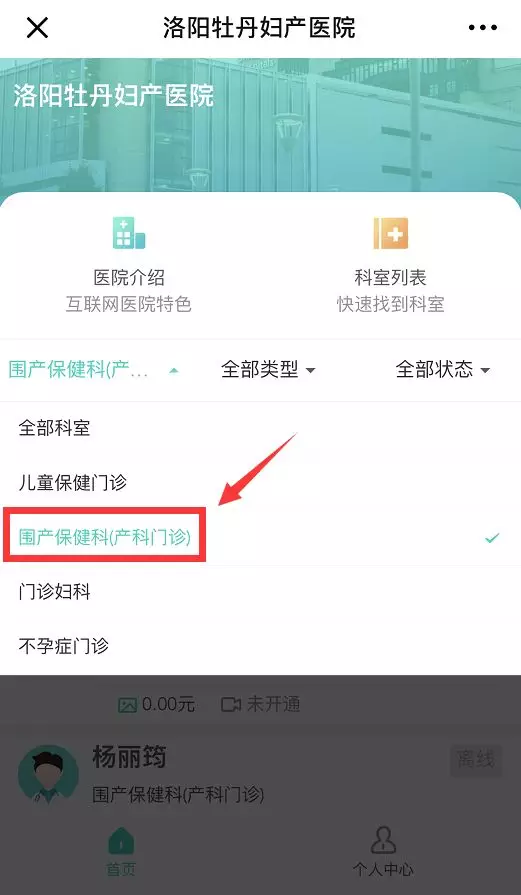 洛阳牡丹妇产医院
洛阳牡丹妇产医院
医院介绍
互联网医院特色
科室列表
快速找到科室
围产保健科(产... 全部类型 全部状态
全部科室
儿童保健门诊
围产保健科(产科门诊)
门诊妇科
不孕症门诊
0.00元 未开通
杨丽筠 离线
围产保健科(产科门诊)
首页 个人中心